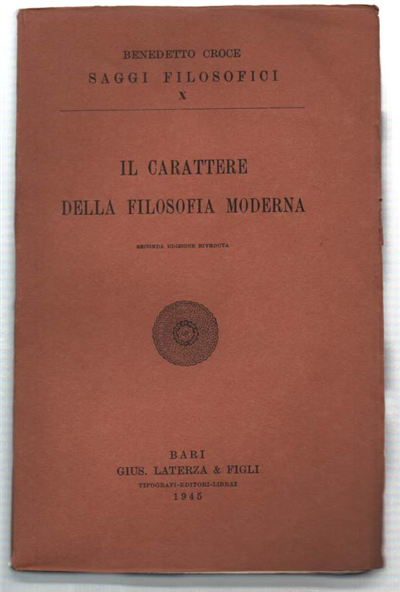 BENEDETTO CROCE
SAGGI FILOSOFICI
X
IL CARATTERE
DELLA FILOSOFIA MODERNA
SECONDA EDIZIONE RIVEDUTA
BARI
GIUS. LATERZA & FIGLI
TIPOGRAFI-EDITORI-LIBRAI
1945